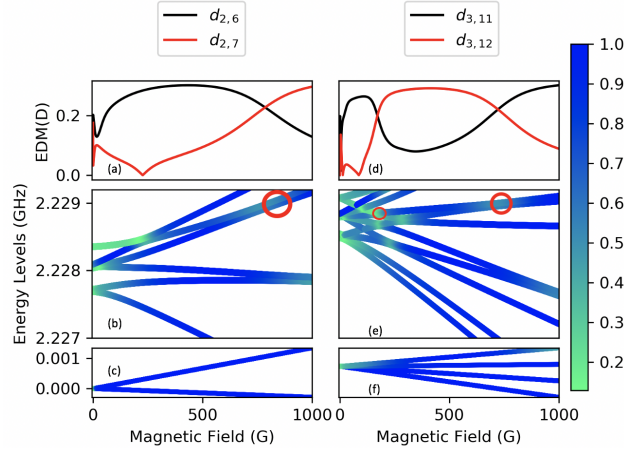 d2,6
d2,7
d3,11
d3,12
EDM(D)
0.2
0.0
(a)
(d)
Energy Levels (GHz)
2.229
2.228
2.227
(b)
(e)
0.001
0.000
(c)
(f)
0
500
1000
0
500
1000
Magnetic Field (G)
Magnetic Field (G)
1.0
0.9
0.8
0.7
0.6
0.5
0.4
0.3
0.2